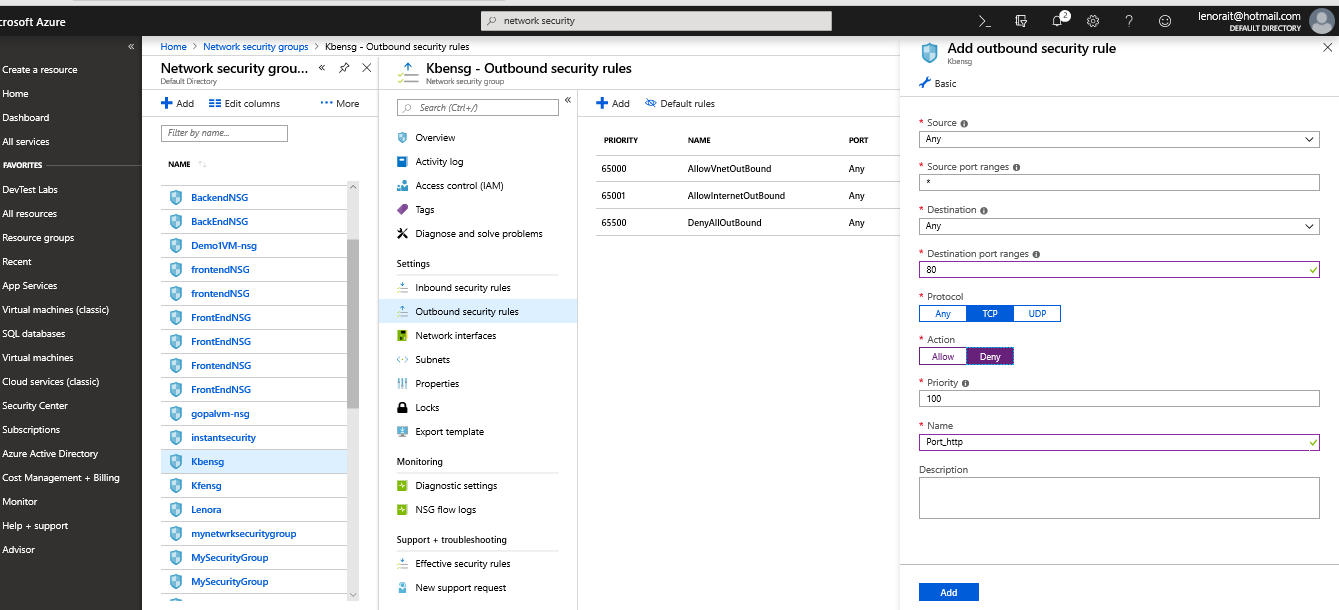 crosoft Azure
network security
2
lenorait@hotmail.com
DEFAULT DIRECTORY
«
Create a resource
Home
Dashboard
All services
FAVORITES
DevTest Labs
All resources
Resource groups
Recent
App Services
Virtual machines (classic)
SQL databases
Virtual machines
Cloud services (classic)
Security Center
Subscriptions
Azure Active Directory
Cost Management + Billing
Monitor
Help + support
Advisor
Home > Network security groups > Kbensg - Outbound security rules
Network security grou... «
Default Directory
Add Edit columns ••• More
Filter by name...
NAME
BackendNSG
BackEndNSG
Demo1VM-nsg
frontendNSG
frontendNSG
FrontEndNSG
FrontEndNSG
FrontendNSG
FrontEndNSG
gopalvm-nsg
instantsecurity
Kbensg
Kfensg
Lenora
mynetwrksecuritygroup
MySecurityGroup
MySecurityGroup
Kbensg - Outbound security rules
Network security group
Search (Ctrl+/) «
Overview
Activity log
Access control (IAM)
Tags
Diagnose and solve problems
Settings
Inbound security rules
Outbound security rules
Network interfaces
Subnets
Properties
Locks
Export template
Monitoring
Diagnostic settings
NSG flow logs
Support + troubleshooting
Effective security rules
New support request
Add Default rules
PRIORITY NAME PORT
65000 AllowVnetOutBound Any
65001 AllowInternetOutBound Any
65500 DenyAllOutBound Any
Add outbound security rule
Kbensg
Basic
* Source
Any
* Source port ranges
*
* Destination
Any
* Destination port ranges
80
* Protocol
Any TCP UDP
* Action
Allow Deny
* Priority
100
* Name
Port_http
Description
Add